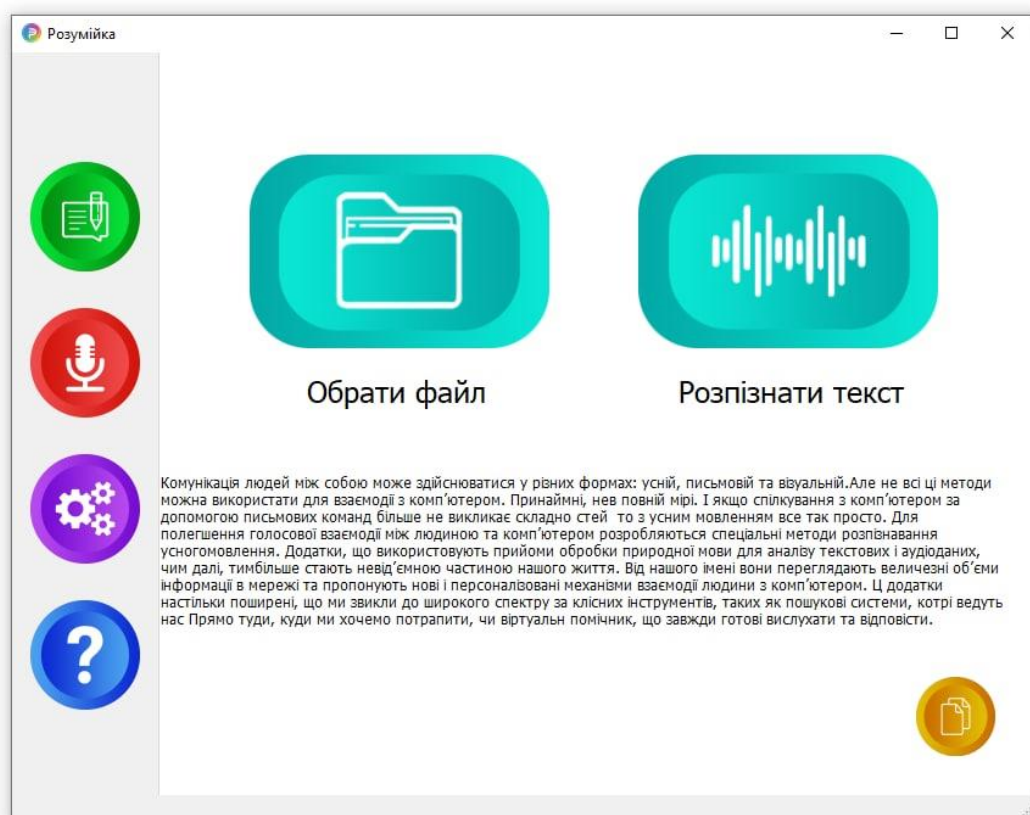 Розумійка
Обрати файл
Розпізнати текст
Комунікація людей між собою може здійснюватися у різних формах: усній, письмовій та візуальній.Але не всі ці методи
можна використати для взаємодії з комп’ютером. Принаймні, нев повній мірі. І якщо спілкування з комп’ютером за
допомогою письмових команд більше не викликає складно стей  то з усним мовленням все так просто. Для
полегшення голосової взаємодії між людиною та комп’ютером розробляються спеціальні методи розпізнавання
усногомовлення. Додатки, що використовують прийоми обробки природної мови для аналізу текстових і аудіоданих,
чим далі, тимбільше стають невід’ємною частиною нашого життя. Від нашого імені вони переглядають величезні об’єми
інформації в мережі та пропонують нові і персоналізовані механізми взаємодії людини з комп’ютером. Ц додатки
настільки поширені, що ми звикли до широкого спектру за клісних інструментів, таких як пошукові системи, котрі ведуть
нас Прямо туди, куди ми хочемо потрапити, чи віртуальн помічник, що завжди готові вислухати та відповісти.